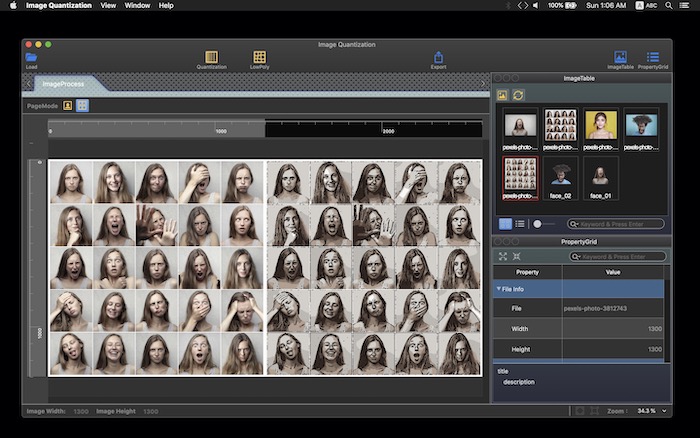 Image Quantization View Window Help 100% Sun 1:06 AM A ABC
Image Quantization
Load Quantization LowPoly Export ImageTable PropertyGrid
ImageProcess
PageMode
0 1000 2000
0
1000
ImageTable
pexels-photo-... pexels-photo-... pexels-photo-... pexels-photo-...
pexels-photo-... face_02 face_01
Keyword & Press Enter
PropertyGrid
Keyword & Press Enter
Property Value
File Info
File pexels-photo-3812743
Width 1300
Height 1300
title
description
Image Width: 1300 Image Height 1300 Zoom : 34.3 %